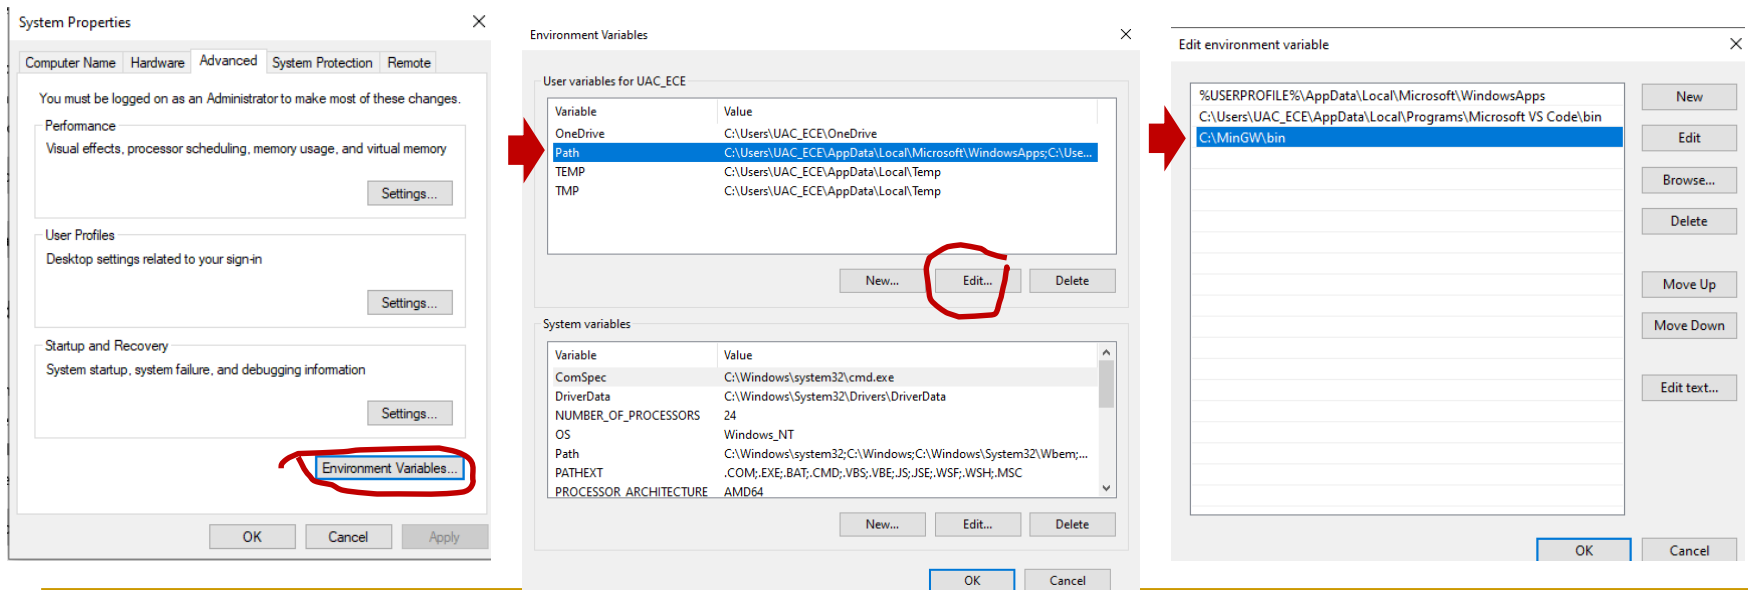 System Properties
Computer Name Hardware Advanced System Protection Remote
You must be logged on as an Administrator to make most of these changes.
Performance
Visual effects, processor scheduling, memory usage, and virtual memory
Settings...
User Profiles
Desktop settings related to your sign-in
Settings...
Startup and Recovery
System startup, system failure, and debugging information
Settings...
Environment Variables...
OK Cancel Apply
Environment Variables
User variables for UAC_ECE
Variable Value
OneDrive C:\Users\UAC_ECE\OneDrive
Path C:\Users\UAC_ECE\AppData\Local\Microsoft\WindowsApps;C:\Use...
TEMP C:\Users\UAC_ECE\AppData\Local\Temp
TMP C:\Users\UAC_ECE\AppData\Local\Temp
New... Edit... Delete
System variables
Variable Value
ComSpec C:\Windows\system32\cmd.exe
DriverData C:\Windows\System32\Drivers\DriverData
NUMBER_OF_PROCESSORS 24
OS Windows_NT
Path C:\Windows\system32;C:\Windows;C:\Windows\System32\Wbem;...
PATHEXT .COM;.EXE;.BAT;.CMD;.VBS;.VBE;.JS;.JSE;.WSF;.WSH;.MSC
PROCESSOR_ARCHITECTURE AMD64
New... Edit... Delete
OK Cancel
Edit environment variable
%USERPROFILE%\AppData\Local\Microsoft\WindowsApps
C:\Users\UAC_ECE\AppData\Local\Programs\Microsoft VS Code\bin
C:\MinGW\bin
New
Edit
Browse...
Delete
Move Up
Move Down
Edit text...
OK Cancel